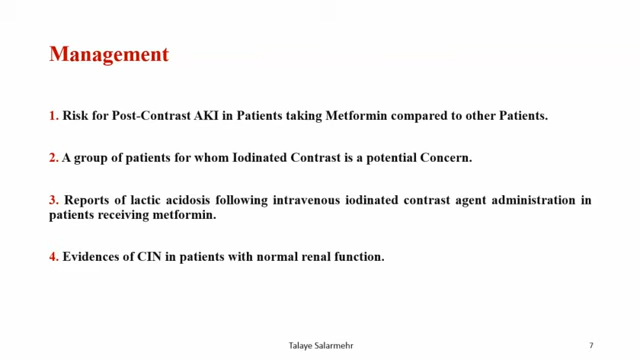 Management
1. Risk for Post-Contrast AKI in Patients taking Metformin compared to other Patients.
2. A group of patients for whom Iodinated Contrast is a potential Concern.
3. Reports of lactic acidosis following intravenous iodinated contrast agent administration in
patients receiving metformin.
4. Evidences of CIN in patients with normal renal function.
Talaye Salarmehr
7